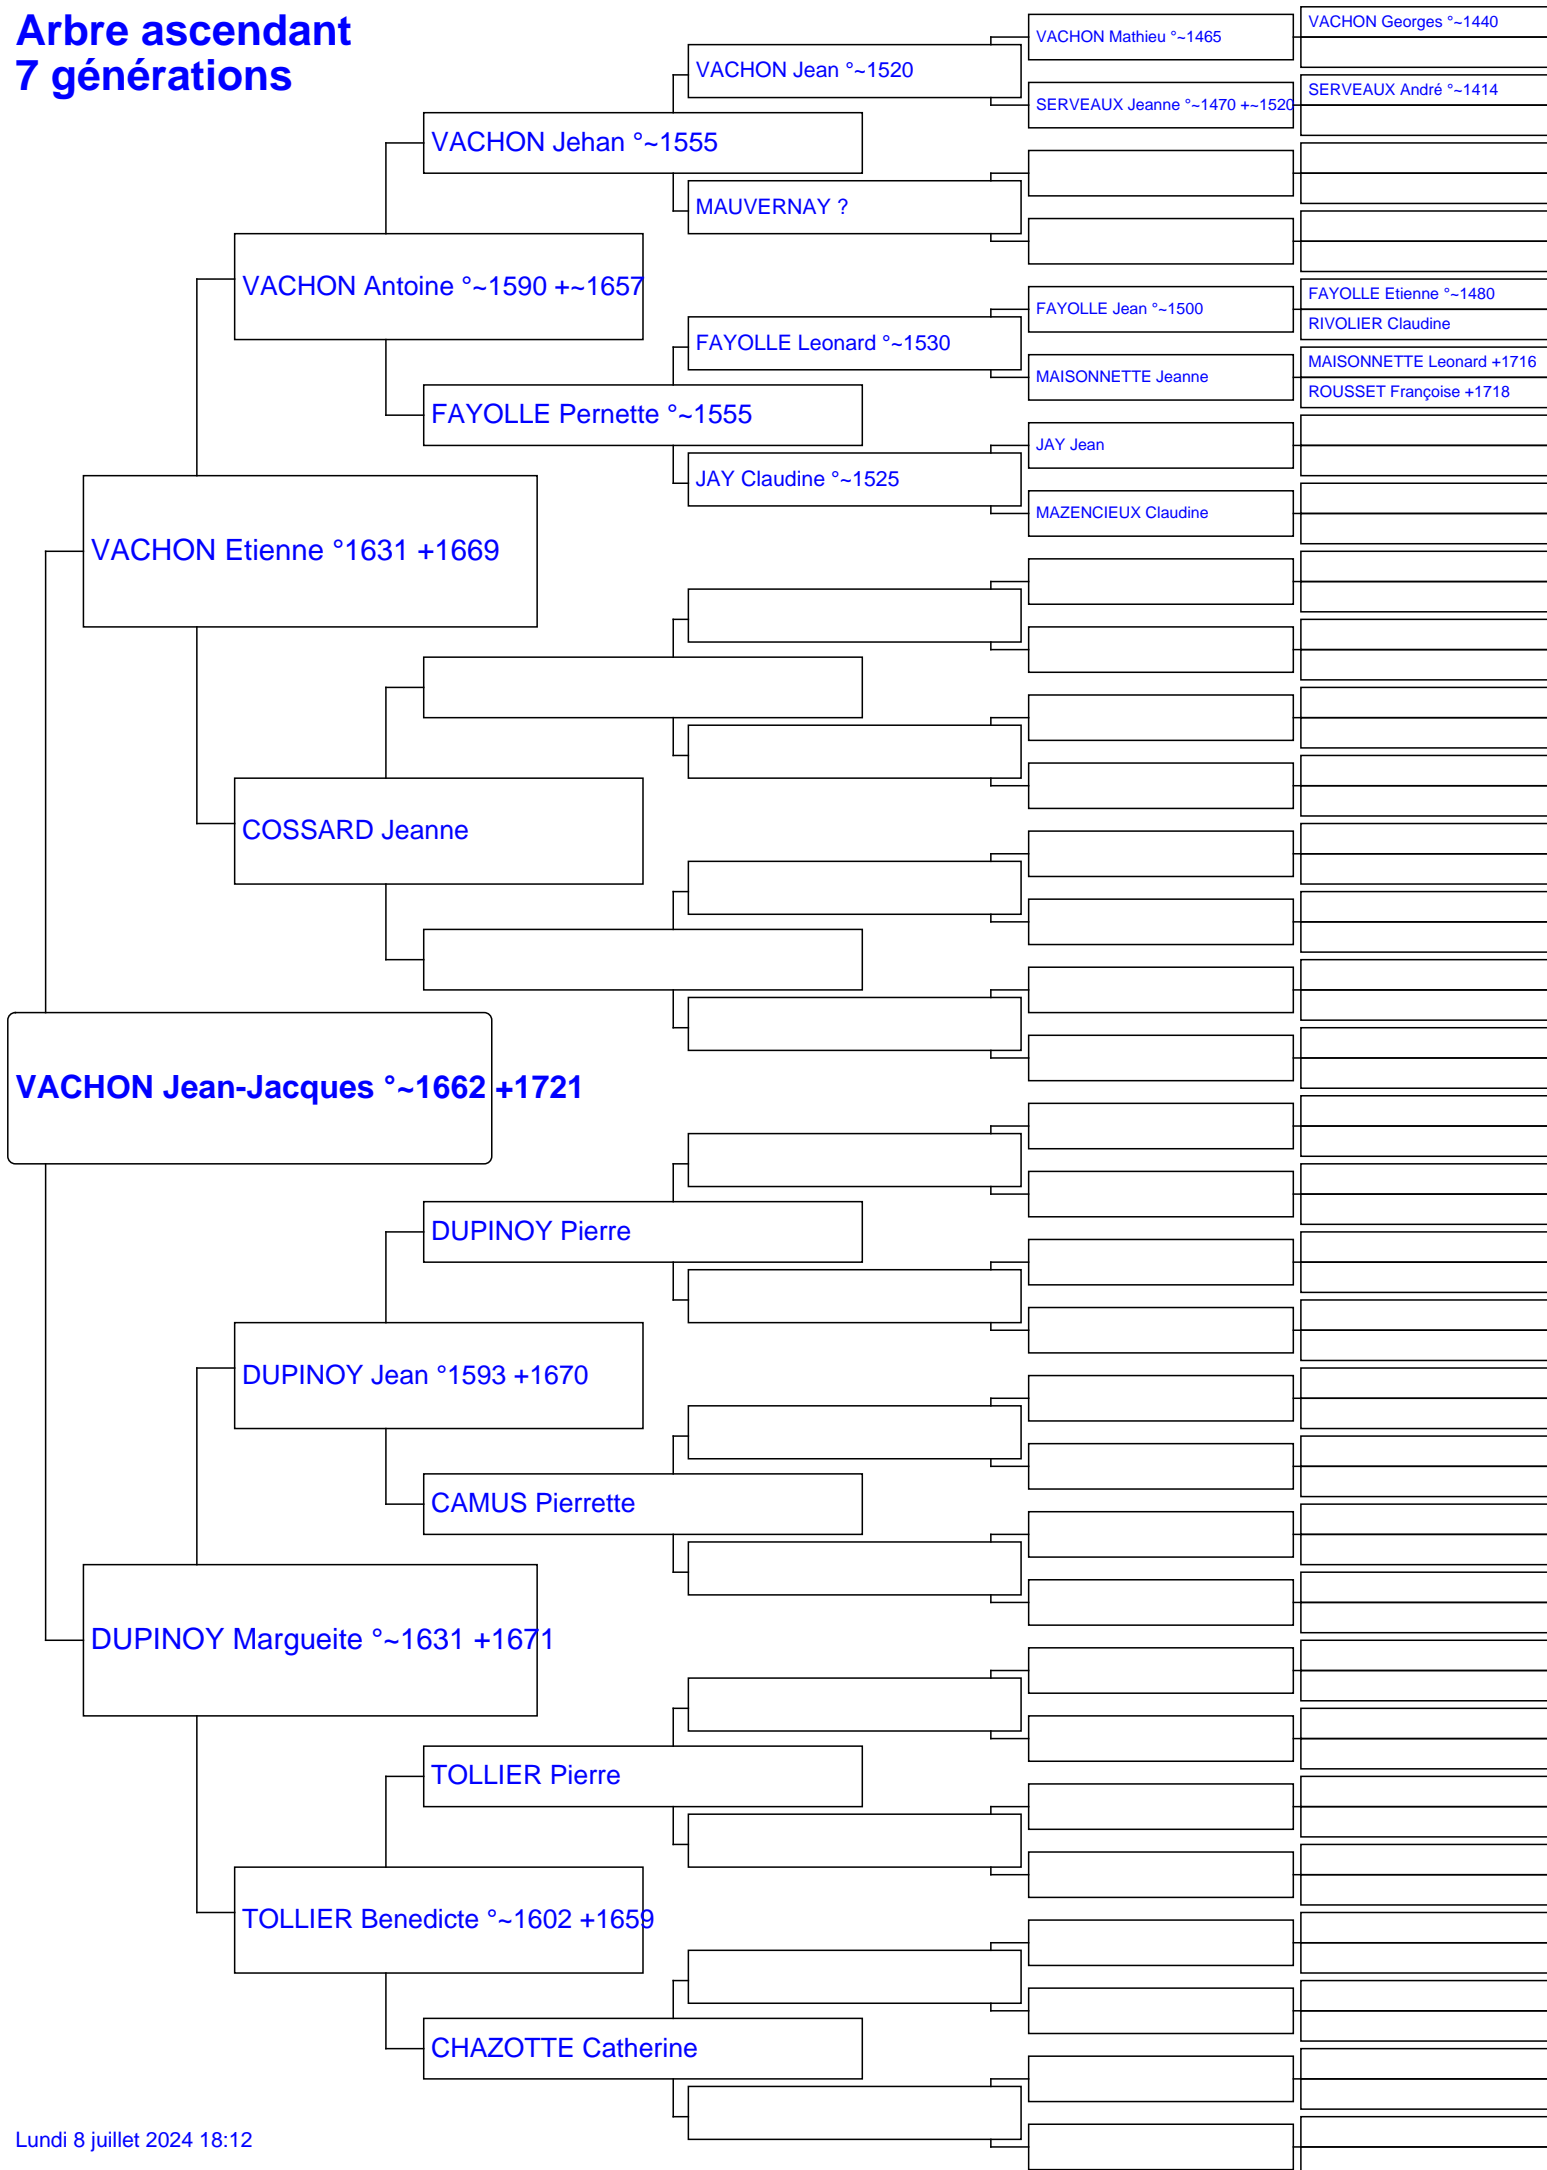 Arbre ascendant
7 générations
VACHON Georges °~1440
VACHON Mathieu °~1465
VACHON Jean °~1520
SERVEAUX André °~1414
SERVEAUX Jeanne °~1470 +~1520
VACHON Jehan °~1555
MAUVERNAY ?
VACHON Antoine °~1590 +~1657
FAYOLLE Etienne °~1480
FAYOLLE Jean °~1500
RIVOLIER Claudine
FAYOLLE Leonard °~1530
MAISONNETTE Leonard +1716
MAISONNETTE Jeanne
ROUSSET Françoise +1718
FAYOLLE Pernette °~1555
JAY Jean
JAY Claudine °~1525
MAZENCIEUX Claudine
VACHON Etienne °1631 +1669
COSSARD Jeanne
VACHON Jean-Jacques °~1662 +1721
DUPINOY Pierre
DUPINOY Jean °1593 +1670
CAMUS Pierrette
DUPINOY Margueite °~1631 +1671
TOLLIER Pierre
TOLLIER Benedicte °~1602 +1659
CHAZOTTE Catherine
Lundi 8 juillet 2024 18:12